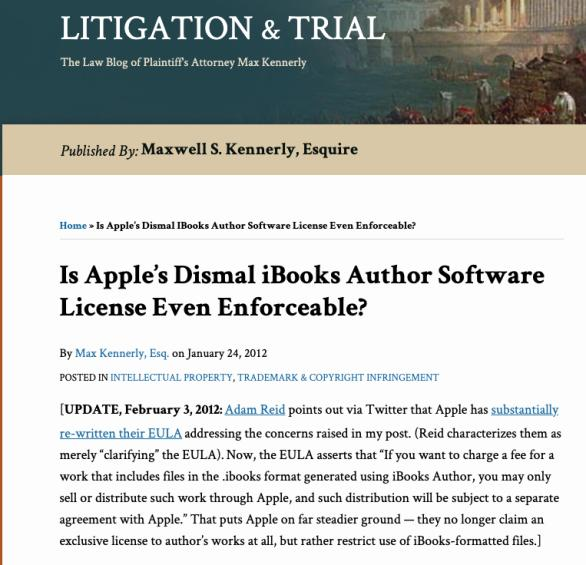 LITIGATION & TRIAL
The Law Blog of Plaintiff's Attorney Max Kennerly
Published By: Maxwell S. Kennerly, Esquire
Home » Is Apple's Dismal IBooks Author Software License Even Enforceable?
Is Apple's Dismal iBooks Author Software
License Even Enforceable?
By Max Kennerly, Esq. on January 24, 2012
POSTED IN INTELLECTUAL PROPERTY, TRADEMARK & COPYRIGHT INFRINGEMENT
[UPDATE, February 3, 2012: Adam Reid points out via Twitter that Apple has substantially
re-written their EULA addressing the concerns raised in my post. (Reid characterizes them as
merely “clarifying” the EULA). Now, the EULA asserts that “If you want to charge a fee for a
work that includes files in the .ibooks format generated using iBooks Author, you may only
sell or distribute such work through Apple, and such distribution will be subject to a separate
agreement with Apple.” That puts Apple on far steadier ground — they no longer claim an
exclusive license to author's works at all, but rather restrict use of iBooks-formatted files.]